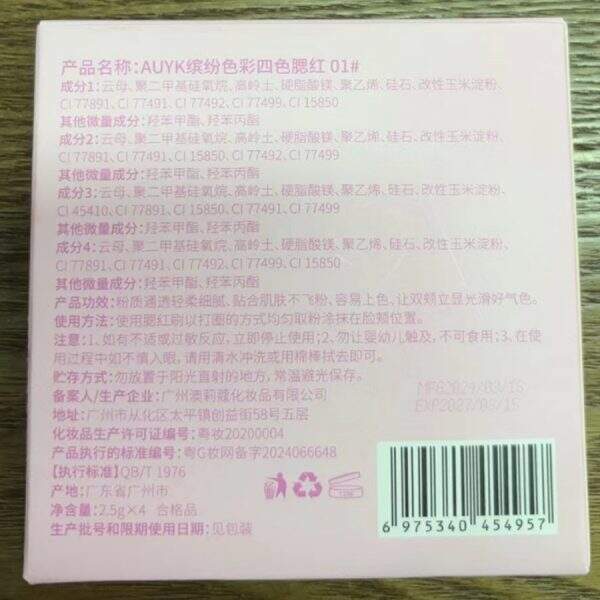 产品名称:AUYK缤纷色彩四色腮红 01#
成分1:云母、聚二甲基硅氧烷、高岭土、硬脂酸镁、聚乙烯、硅石、改性玉米淀粉、
CI 77891、CI 77491、CI 77492、CI 77499、CI 15850
其他微量成分:羟苯甲酯、羟苯丙酯
成分2:云母、聚二甲基硅氧烷、高岭土、硬脂酸镁、聚乙烯、硅石、改性玉米淀粉、
CI 77891、CI 77491、CI 15850、CI 77492、CI 77499
其他微量成分:羟苯甲酯、羟苯丙酯
成分3:云母、聚二甲基硅氧烷、高岭土、硬脂酸镁、聚乙烯、硅石、改性玉米淀粉、
CI 45410、CI 77891、CI 15850、CI 77491、CI 77499
其他微量成分:羟苯甲酯、羟苯丙酯
成分4:云母、聚二甲基硅氧烷、高岭土、硬脂酸镁、聚乙烯、硅石、改性玉米淀粉、
CI 77891、CI 77491、CI 77492、CI 77499、CI 15850
其他微量成分:羟苯甲酯、羟苯丙酯
产品功效:粉质通透轻柔细腻,贴合肌肤不飞粉、容易上色,让双颊立显光滑好气色。
使用方法:使用腮红刷以打圈的方式均匀取粉涂抹在脸颊位置。
注意:1、如有不适或过敏反应,立即停止使用;2、勿让婴幼儿触及,不可食用;3、在使
用过程中如不慎入眼,请用清水冲洗或用棉棒拭去即可。
贮存方式:勿放置于阳光直射的地方,常温避光保存。
备案人/生产企业:广州澳莉蔻化妆品有限公司
地址:广州市从化区太平镇创益街58号五层
化妆品生产许可证编号:粤妆20200004
产品执行的标准编号:粤G妆网备字2024066648
【执行标准】QB/T 1976
产地:广东省广州市
净含量:2.5g×4 合格品
生产批号和限期使用日期:见包装
MFG2024/03/16
EXP2027/03/15
6 975340 454957